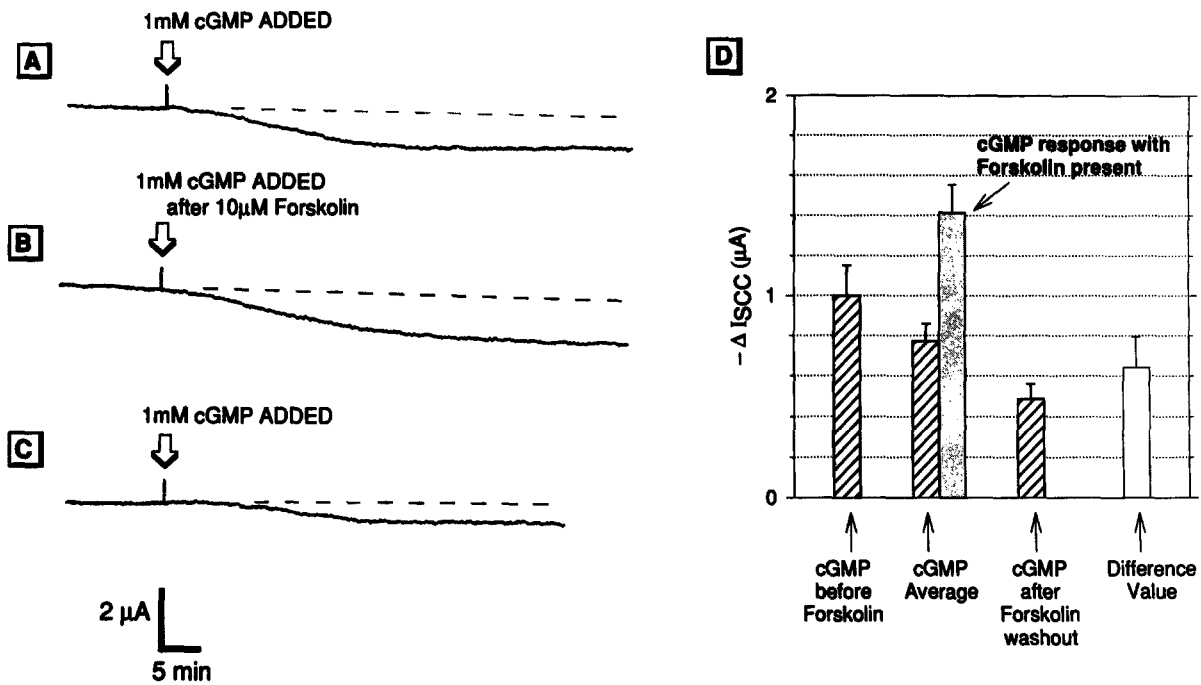 1mM cGMP ADDED
A
1mM cGMP ADDED
after 10μM Forskolin
B
1mM cGMP ADDED
C
2 μA
5 min
D
2
1
0
- Δ ISCC (μA)
cGMP response with
Forskolin present
cGMP
before
Forskolin
cGMP
Average
cGMP
after
Forskolin
washout
Difference
Value